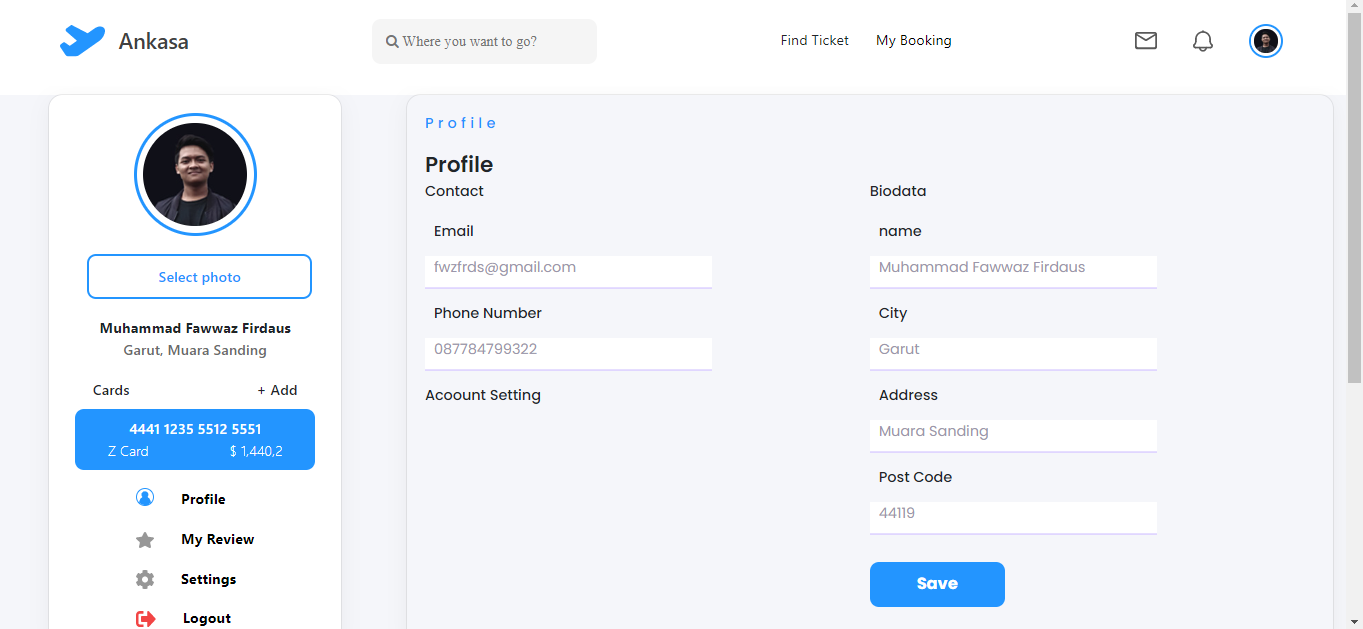 Ankasa
Where you want to go?
Find Ticket
My Booking
Select photo
Muhammad Fawwaz Firdaus
Garut, Muara Sanding
Cards
+ Add
4441 1235 5512 5551
Z Card
$ 1,440,2
Profile
My Review
Settings
Logout
Profile
Profile
Contact
Email
fwzfrds@gmail.com
Phone Number
087784799322
Acoount Setting
Biodata
name
Muhammad Fawwaz Firdaus
City
Garut
Address
Muara Sanding
Post Code
44119
Save